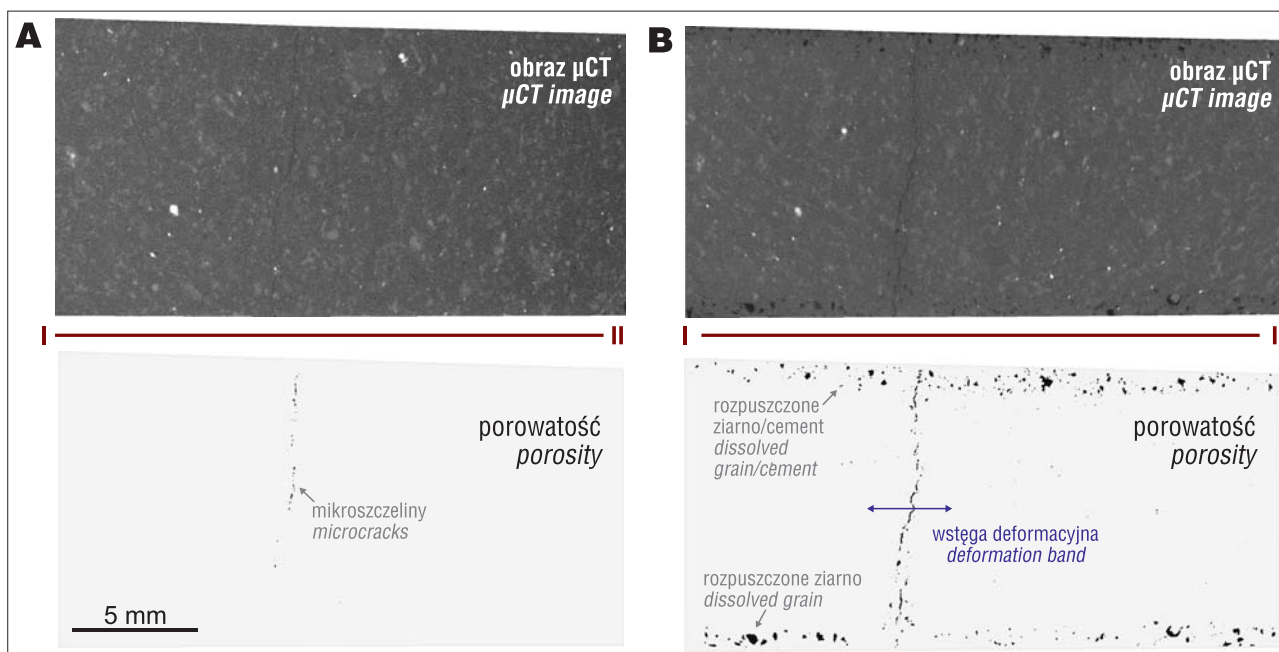 A
obraz µCT
µCT image
I
II
porowatość
porosity
mikroszczeliny
microcracks
5 mm
B
obraz µCT
µCT image
I
I
rozpuszczone
ziarno/cement
dissolved
grain/cement
porowatość
porosity
wstęga deformacyjna
deformation band
rozpuszczone ziarno
dissolved grain